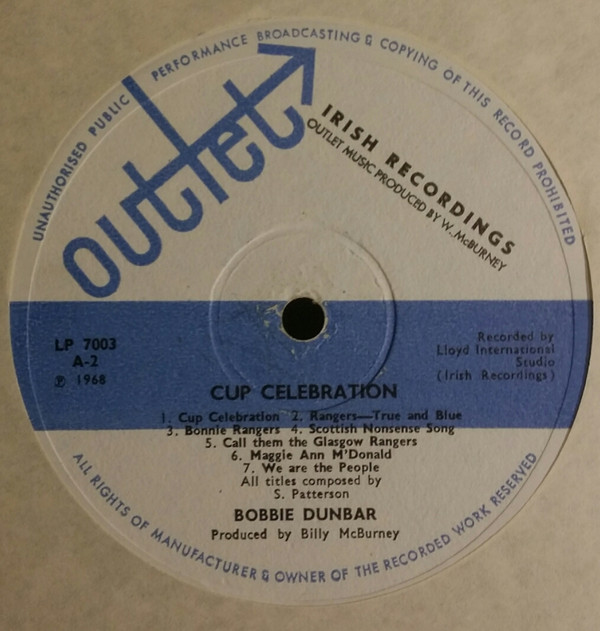 UNAUTHORISED PUBLIC PERFORMANCE BROADCASTING & COPYING OF THIS RECORD PROHIBITED
outlet
IRISH RECORDINGS
OUTLET MUSIC PRODUCED BY W. McBURNEY
LP 7003
A-2
Ⓟ 1968
Recorded by
Lloyd International
Studio
(Irish Recordings)
CUP CELEBRATION
1. Cup Celebration 2. Rangers—True and Blue
3. Bonnie Rangers 4. Scottish Nonsense Song
5. Call them the Glasgow Rangers
6. Maggie Ann M'Donald
7. We are the People
All titles composed by
S. Patterson
BOBBIE DUNBAR
Produced by Billy McBurney
ALL RIGHTS OF MANUFACTURER & OWNER OF THE RECORDED WORK RESERVED